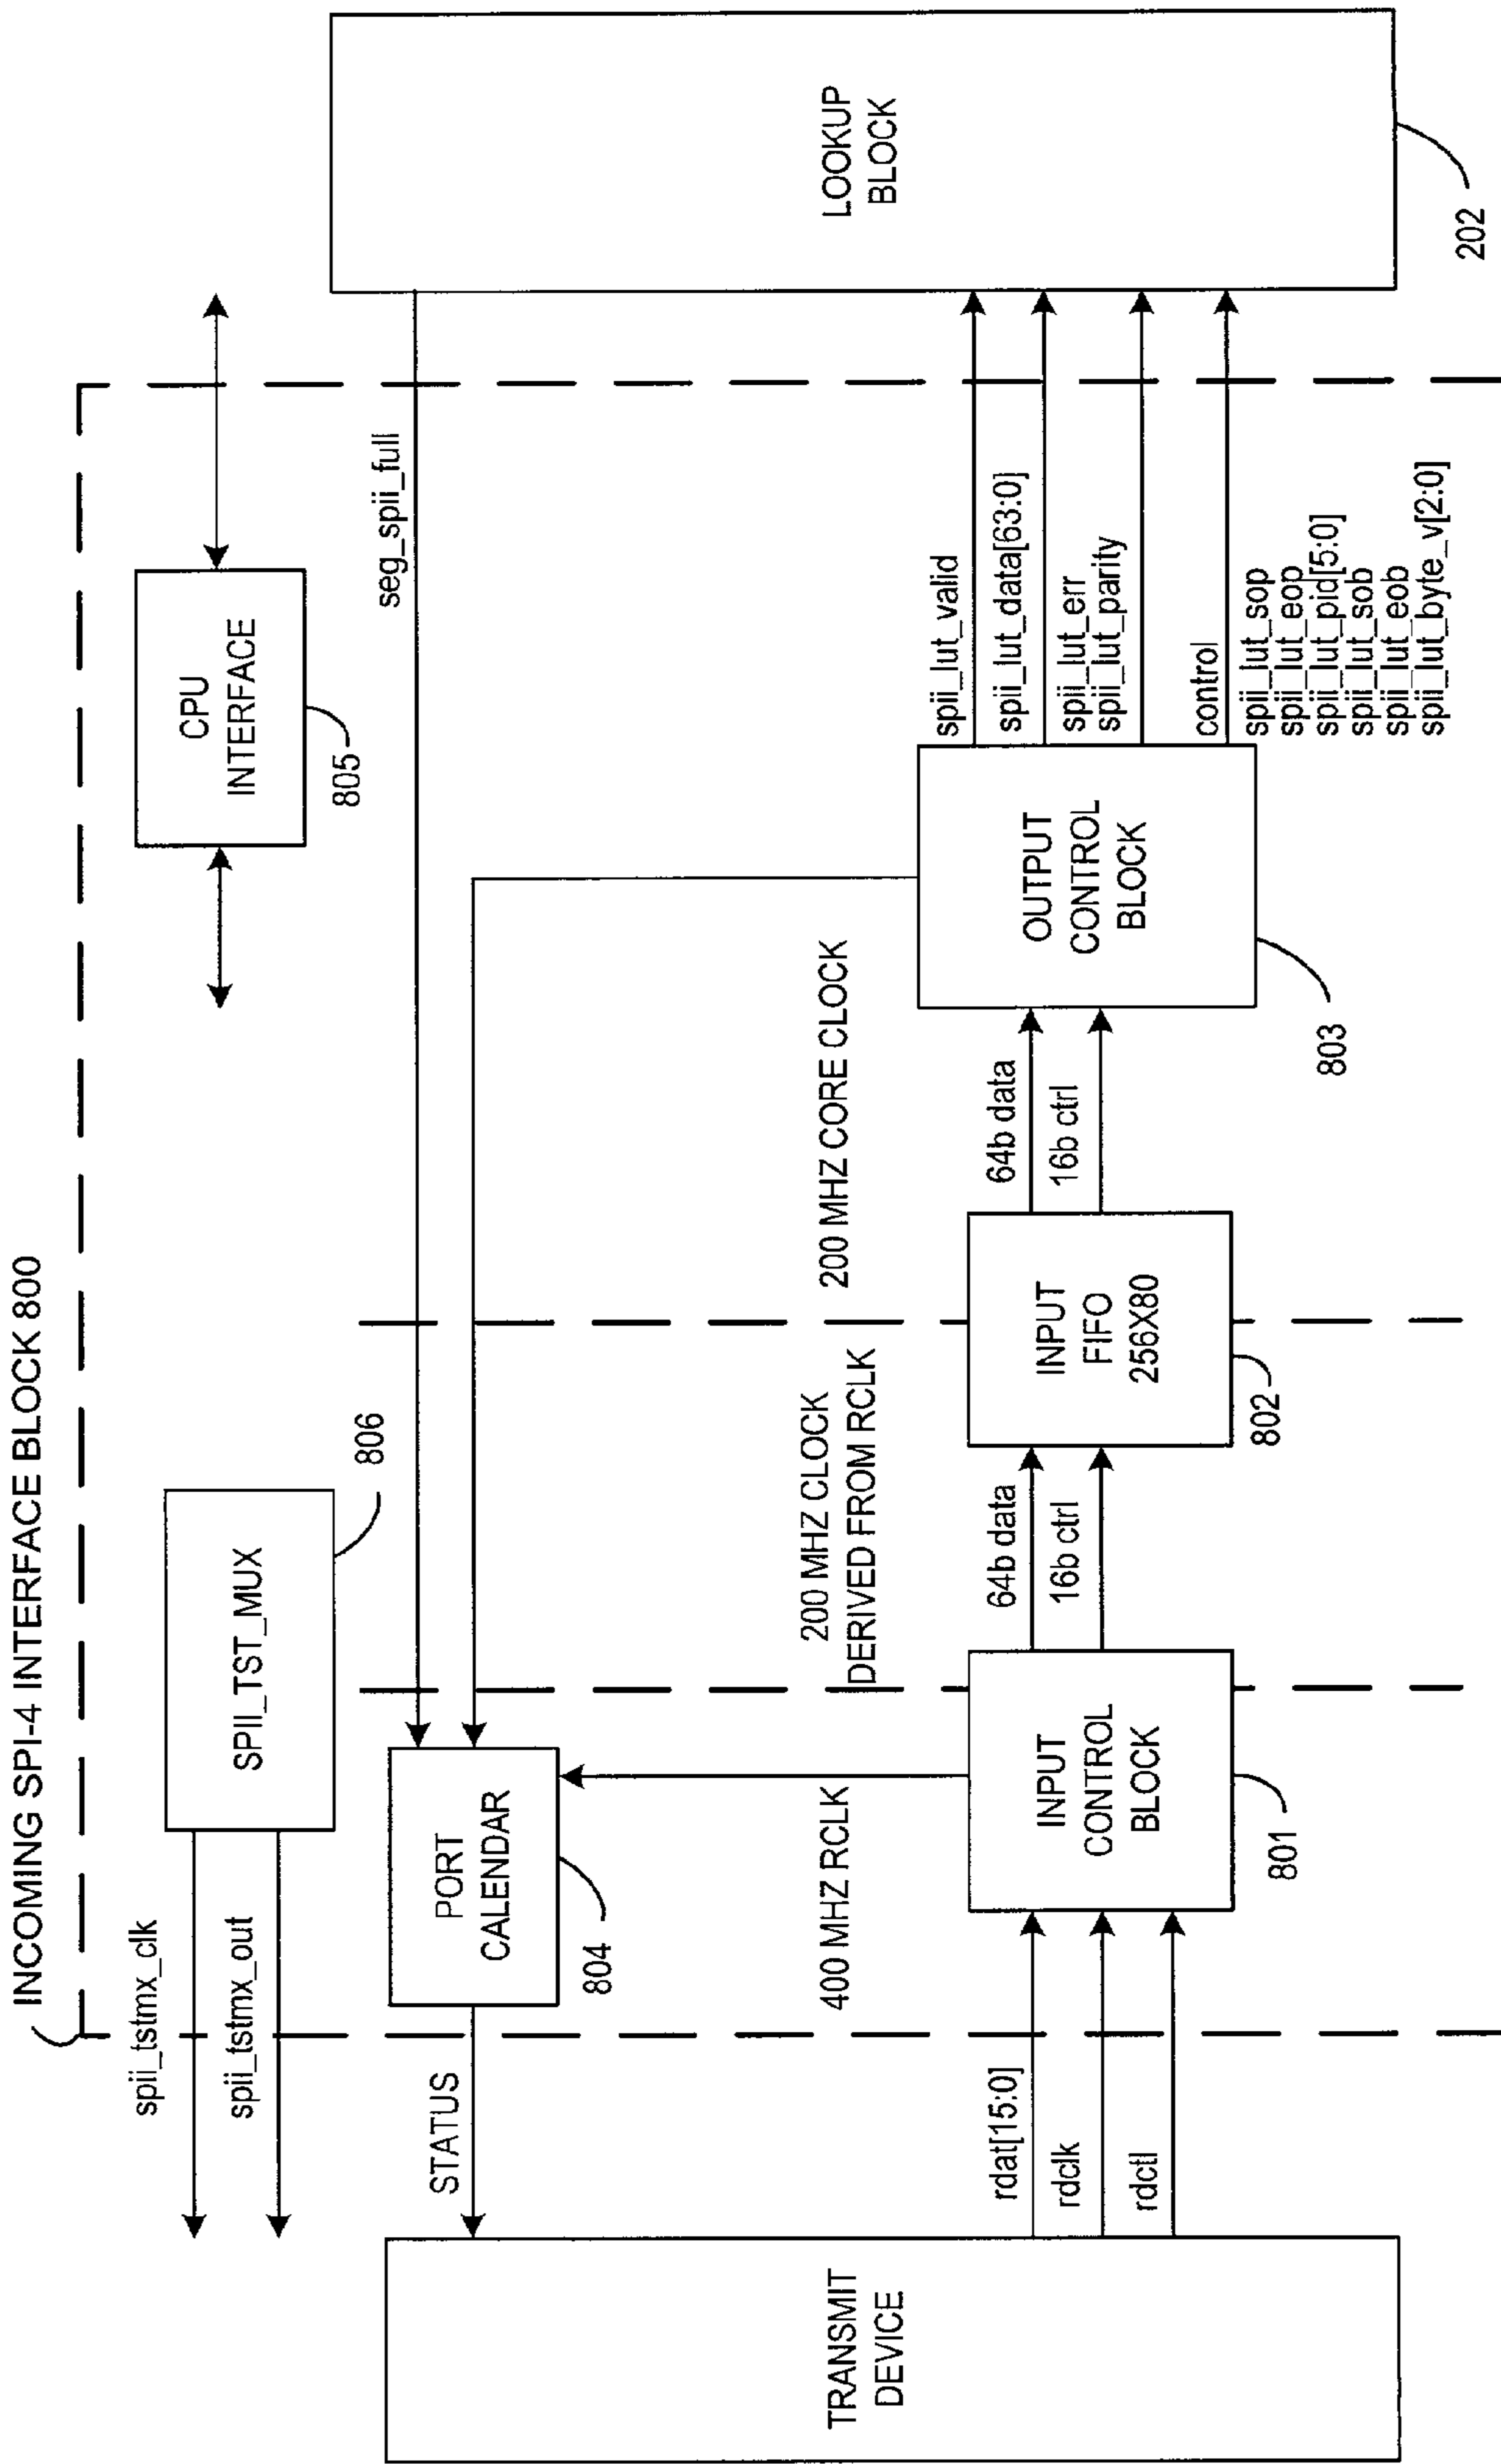 INCOMING SPI-4 INTERFACE BLOCK 800
spii_tstmx_clk
spii_tstmx_out
SPII_TST_MUX
806
CPU
INTERFACE
805
STATUS
PORT
CALENDAR
804
seg_spii_full
400 MHZ RCLK
200 MHZ CLOCK
DERIVED FROM RCLK
200 MHZ CORE CLOCK
TRANSMIT
DEVICE
rdat[15:0]
rdclk
rdctl
INPUT
CONTROL
BLOCK
801
64b data
16b ctrl
INPUT
FIFO
256X80
802
64b data
16b ctrl
OUTPUT
CONTROL
BLOCK
803
spii_lut_valid
spii_lut_data[63:0]
spii_lut_err
spii_lut_parity
control
spii_lut_sop
spii_lut_eop
spii_lut_pid[5:0]
spii_lut_sob
spii_lut_eob
spii_lut_byte_v[2:0]
LOOKUP
BLOCK
202